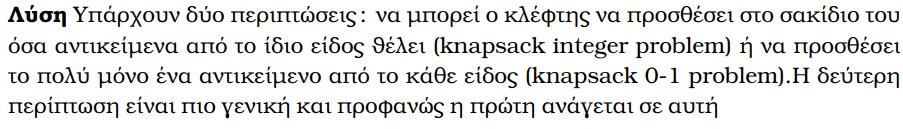 Λύση Υπάρχουν δύο περιπτώσεις: να μπορεί ο κλέφτης να προσθέσει στο σακίδιο του
όσα αντικείμενα από το ίδιο είδος θέλει (knapsack integer problem) ή να προσθέσει
το πολύ μόνο ένα αντικείμενο από το κάθε είδος (knapsack 0-1 problem).Η δεύτερη
περίπτωση είναι πιο γενική και προφανώς η πρώτη ανάγεται σε αυτή